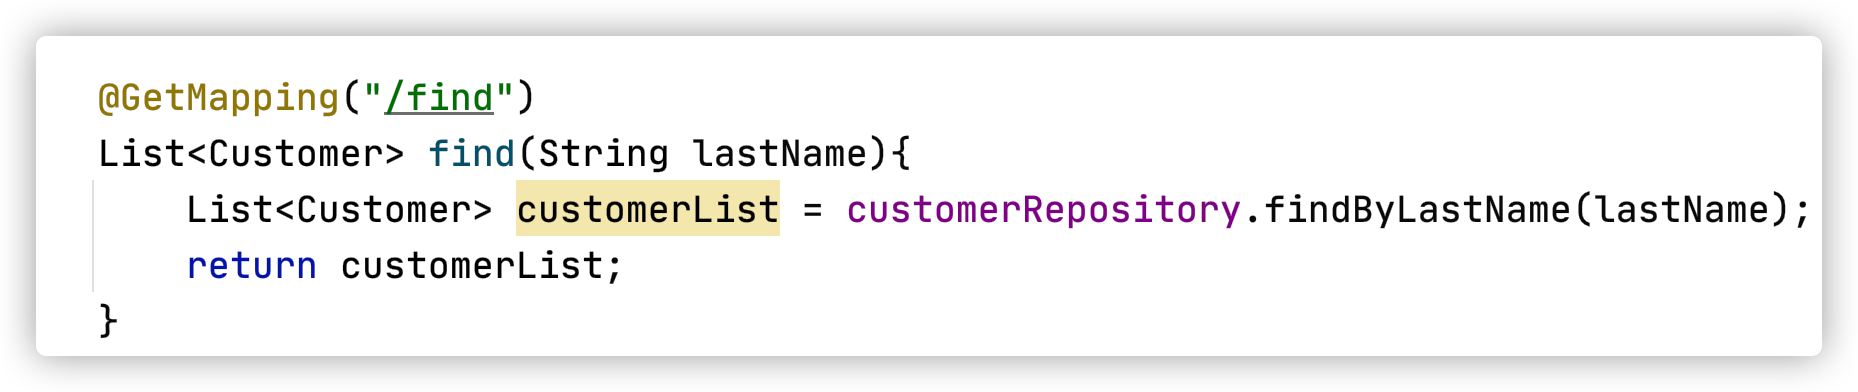 @GetMapping("/find")
List<Customer> find(String lastName){
    List<Customer> customerList = customerRepository.findByLastName(lastName);
    return customerList;
}